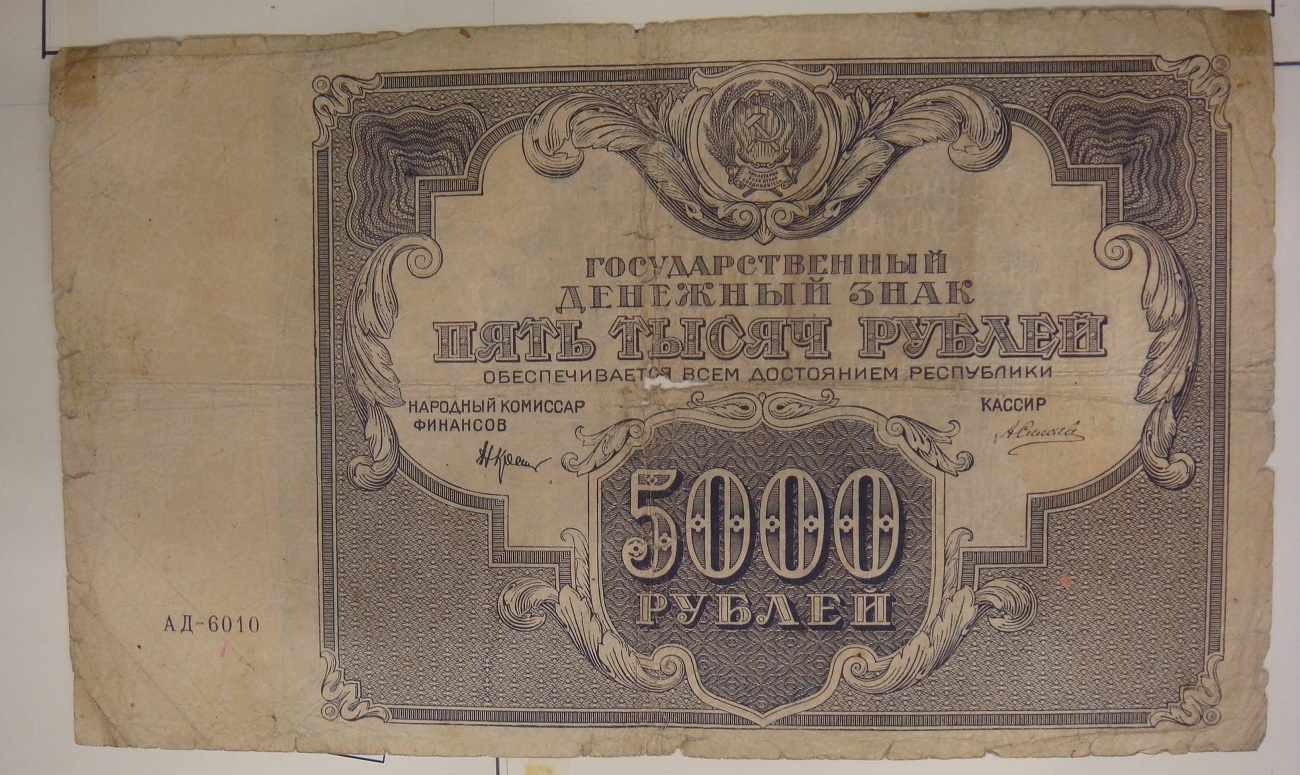 ГОСУДАРСТВЕННЫЙ
ДЕНЕЖНЫЙ ЗНАК
ПЯТЬ ТЫСЯЧ РУБЛЕЙ
ОБЕСПЕЧИВАЕТСЯ ВСЕМ ДОСТОЯНИЕМ РЕСПУБЛИКИ
НАРОДНЫЙ КОМИССАР
ФИНАНСОВ
КАССИР
5000
РУБЛЕЙ
АД-6010